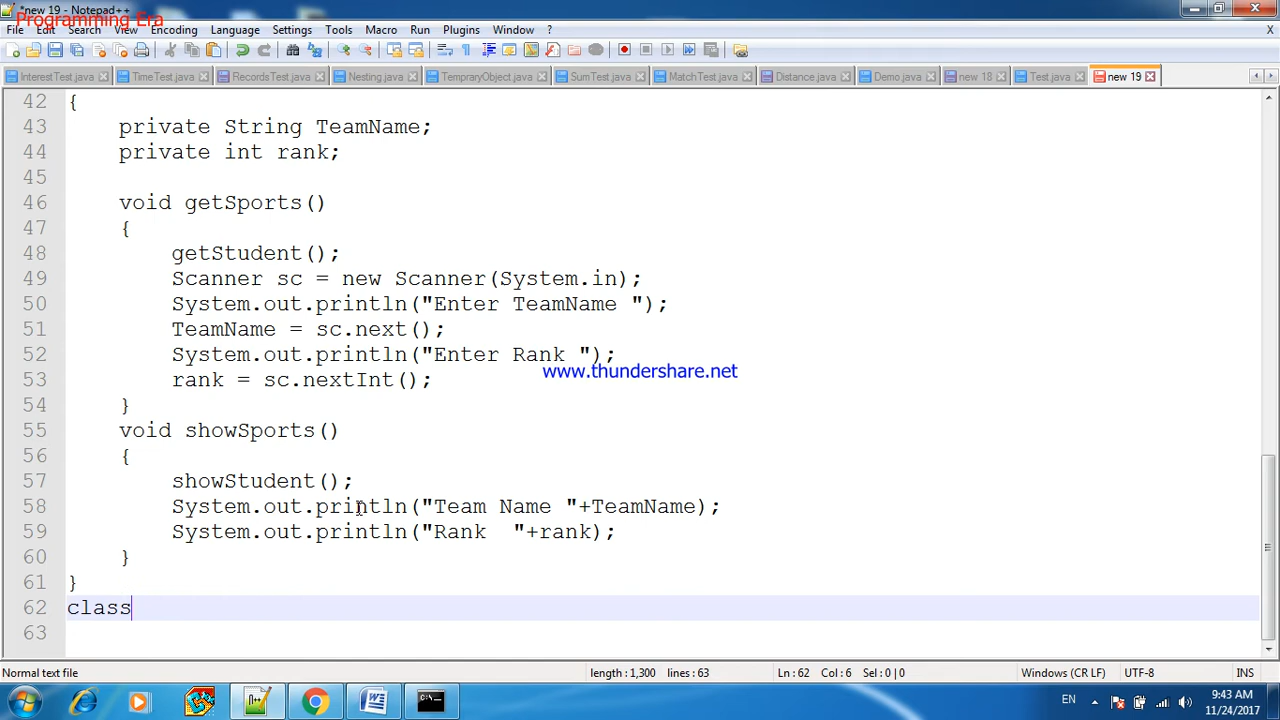 *new 19 - Notepad++
Programming Era
File Edit Search View Encoding Language Settings Tools Macro Run Plugins Window ? X
InterestTest.java TimeTest.java RecordsTest.java Nesting.java TempraryObject.java SumTest.java MatchTest.java Distance.java Demo.java new 18 Test.java new 19
42 {
43 private String TeamName;
44 private int rank;
45
46 void getSports()
47 {
48 getStudent();
49 Scanner sc = new Scanner(System.in);
50 System.out.println("Enter TeamName ");
51 TeamName = sc.next();
52 System.out.println("Enter Rank ");
www.thundershare.net
53 rank = sc.nextInt();
54 }
55 void showSports()
56 {
57 showStudent();
58 System.out.println("Team Name "+TeamName);
59 System.out.println("Rank  "+rank);
60 }
61 }
62 class
63
Normal text file length : 1,300 lines : 63 Ln : 62 Col : 6 Sel : 0 | 0 Windows (CR LF) UTF-8 INS
EN 9:43 AM
11/24/2017